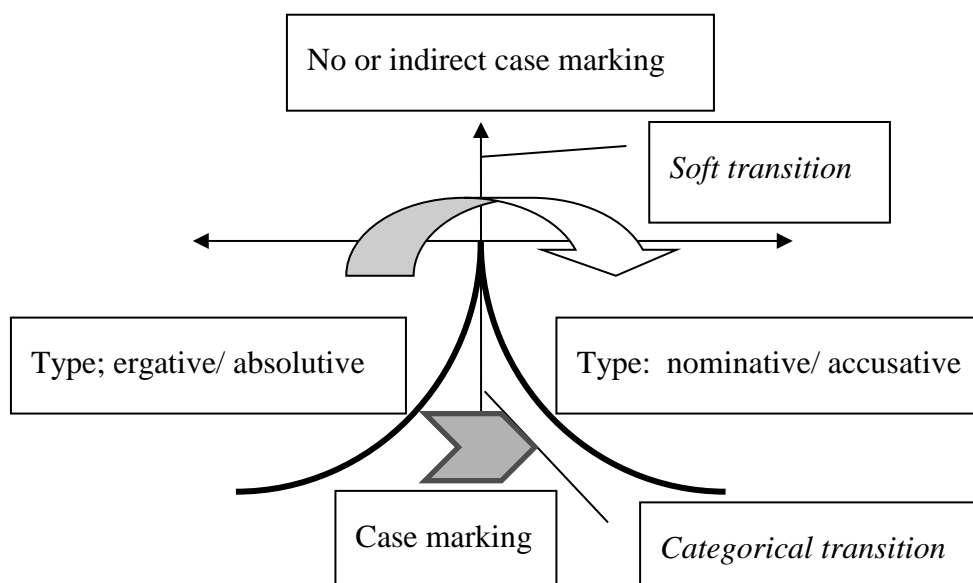 No or indirect case marking
Soft transition
Type; ergative/ absolutive
Type:  nominative/ accusative
Case marking
Categorical transition